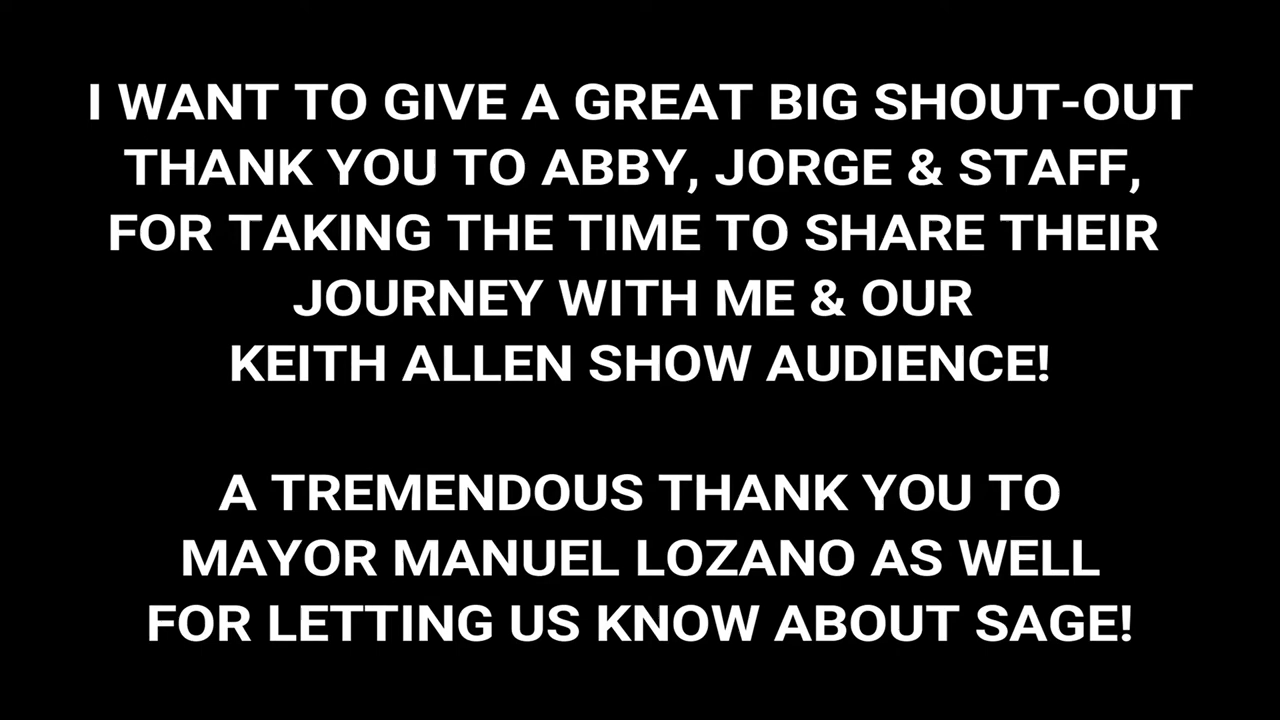 I WANT TO GIVE A GREAT BIG SHOUT-OUT
THANK YOU TO ABBY, JORGE & STAFF,
FOR TAKING THE TIME TO SHARE THEIR
JOURNEY WITH ME & OUR
KEITH ALLEN SHOW AUDIENCE!
A TREMENDOUS THANK YOU TO
MAYOR MANUEL LOZANO AS WELL
FOR LETTING US KNOW ABOUT SAGE!